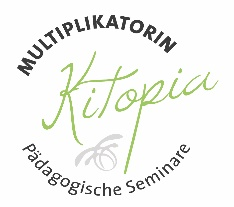 MULTIPLIKATORIN
Kitopia
Pädagogische Seminare